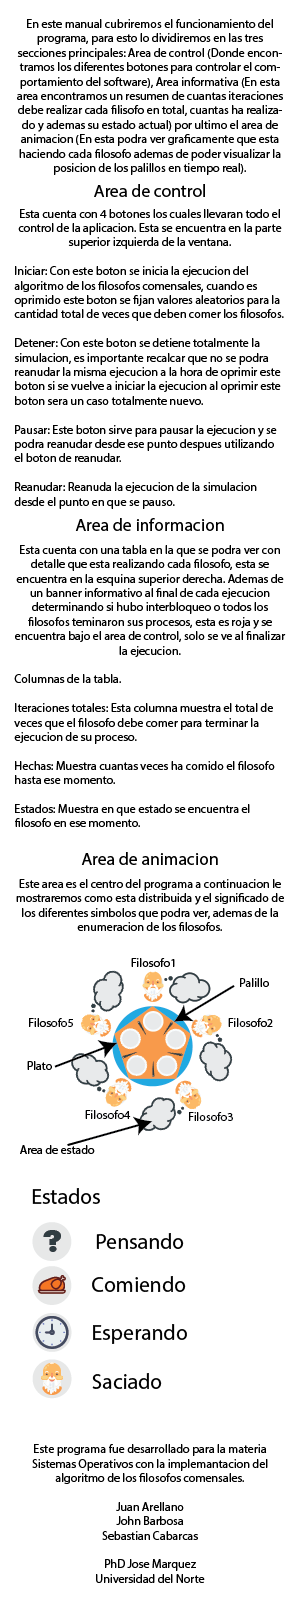 En este manual cubriremos el funcionamiento del
programa, para esto lo dividiremos en las tres
secciones principales: Area de control (Donde encon-
tramos los diferentes botones para controlar el com-
portamiento del software), Area informativa (En esta
area encontramos un resumen de cuantas iteraciones
debe realizar cada filisofo en total, cuantas ha realiza-
do y ademas su estado actual) por ultimo el area de
animacion (En esta podra ver graficamente que esta
haciendo cada filosofo ademas de poder visualizar la
posicion de los palillos en tiempo real).
Area de control
Esta cuenta con 4 botones los cuales llevaran todo el
control de la aplicacion. Esta se encuentra en la parte
superior izquierda de la ventana.
Iniciar: Con este boton se inicia la ejecucion del
algoritmo de los filosofos comensales, cuando es
oprimido este boton se fijan valores aleatorios para la
cantidad total de veces que deben comer los filosofos.
Detener: Con este boton se detiene totalmente la
simulacion, es importante recalcar que no se podra
reanudar la misma ejecucion a la hora de oprimir este
boton si se vuelve a iniciar la ejecucion al oprimir este
boton sera un caso totalmente nuevo.
Pausar: Este boton sirve para pausar la ejecucion y se
podra reanudar desde ese punto despues utilizando
el boton de reanudar.
Reanudar: Reanuda la ejecucion de la simulacion
desde el punto en que se pauso.
Area de informacion
Esta cuenta con una tabla en la que se podra ver con
detalle que esta realizando cada filosofo, esta se
encuentra en la esquina superior derecha. Ademas de
un banner informativo al final de cada ejecucion
determinando si hubo interbloqueo o todos los
filosofos teminaron sus procesos, esta es roja y se
encuentra bajo el area de control, solo se ve al finalizar
la ejecucion.
Columnas de la tabla.
Iteraciones totales: Esta columna muestra el total de
veces que el filosofo debe comer para terminar la
ejecucion de su proceso.
Hechas: Muestra cuantas veces ha comido el filosofo
hasta ese momento.
Estados: Muestra en que estado se encuentra el
filosofo en ese momento.
Area de animacion
Este area es el centro del programa a continuacion le
mostraremos como esta distribuida y el significado de
los diferentes simbolos que podra ver, ademas de la
enumeracion de los filosofos.
Filosofo1
Palillo
Filosofo5
Filosofo2
Plato
Filosofo4
Filosofo3
Area de estado
Estados
?
Pensando
Comiendo
Esperando
Saciado
Este programa fue desarrollado para la materia
Sistemas Operativos con la implemantacion del
algoritmo de los filosofos comensales.
Juan Arellano
John Barbosa
Sebastian Cabarcas
PhD Jose Marquez
Universidad del Norte